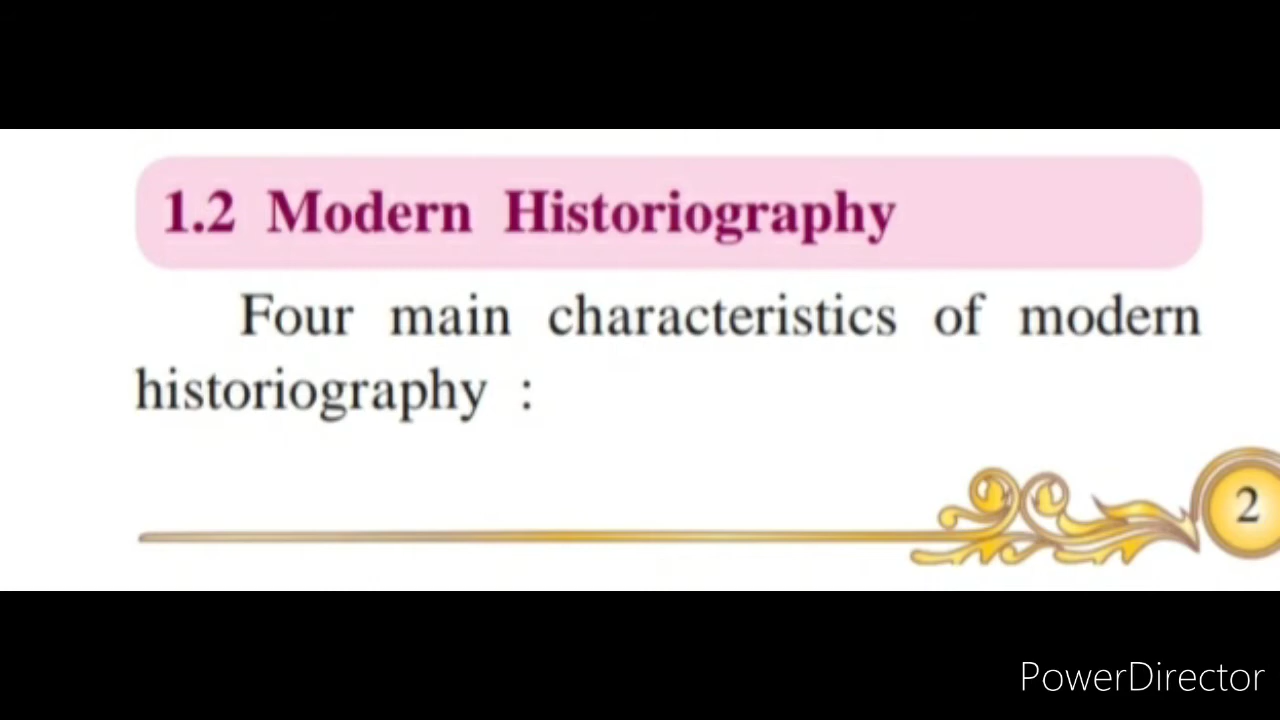 1.2 Modern Historiography
Four main characteristics of modern
historiography :
2
PowerDirector